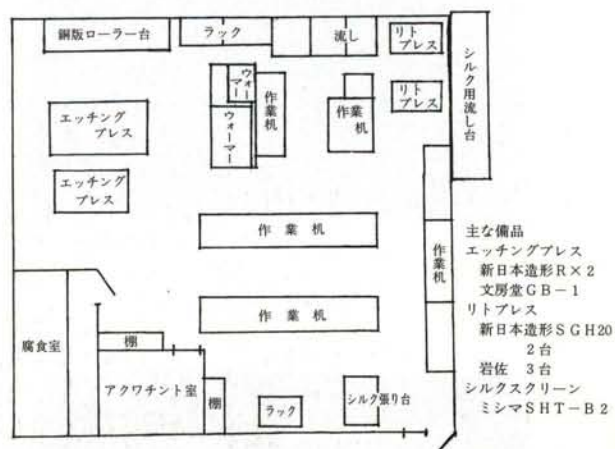 銅版ローラー台
ラック
流し
リト
プレス
シルク用流し台
ウォー
マー
作業机
ウォーマー
作業
机
リト
プレス
エッチング
プレス
エッチング
プレス
作業机
作業机
作業机
腐食室
棚
アクワチント室
棚
ラック
シルク張り台
主な備品
エッチングプレス
新日本造形R×2
文房堂GB-1
リトプレス
新日本造形SGH20
2台
岩佐 3台
シルクスクリーン
ミシマSHT-B2